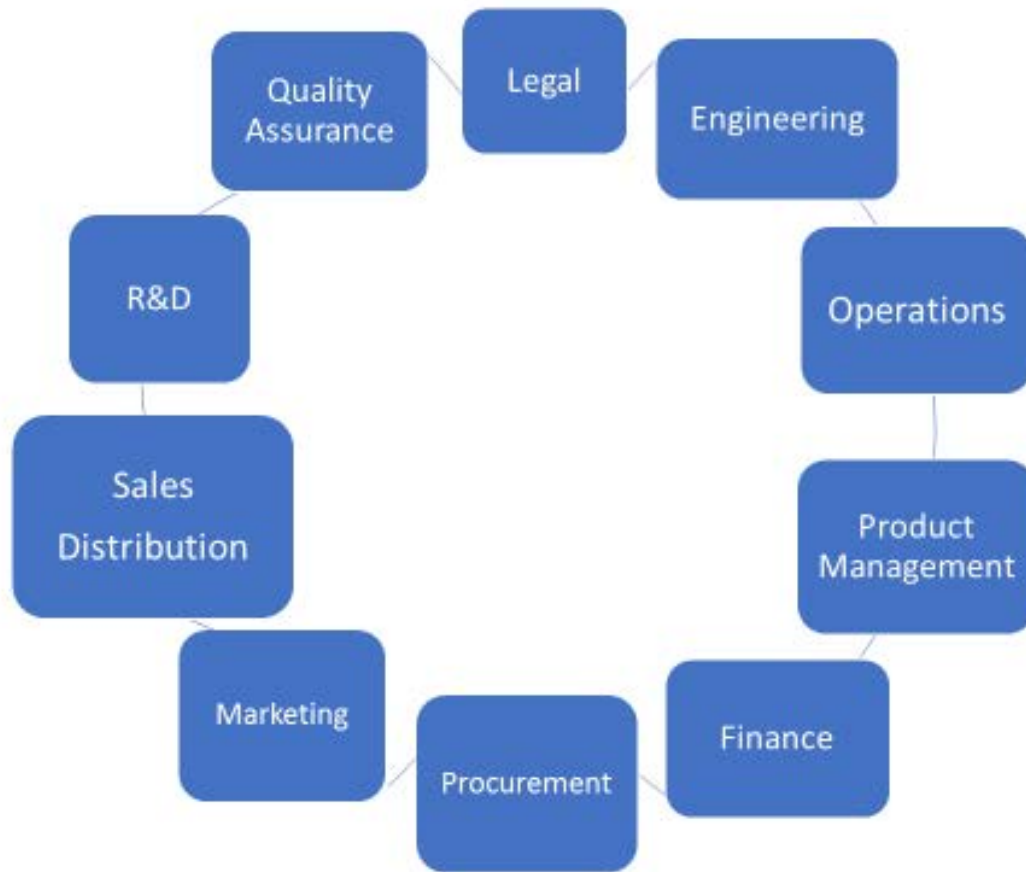 Legal
Engineering
Operations
Product
Management
Finance
Procurement
Marketing
Sales
Distribution
R&D
Quality
Assurance